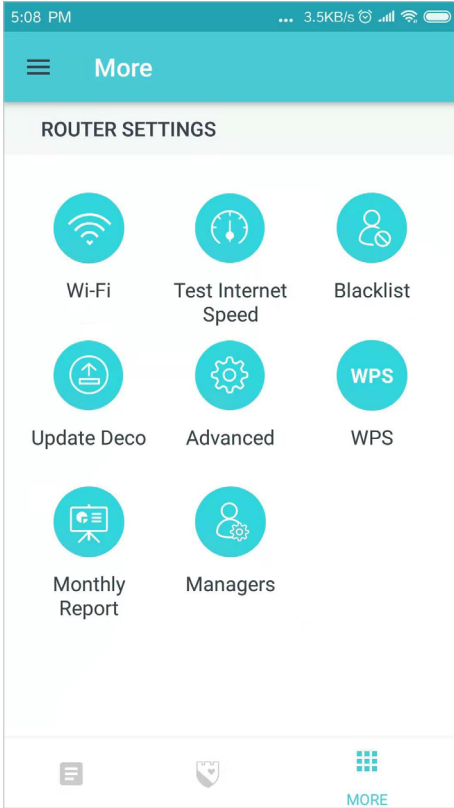 5:08 PM ... 3.5KB/s
More
ROUTER SETTINGS
Wi-Fi
Test Internet
Speed
Blacklist
Update Deco
Advanced
WPS
WPS
Monthly
Report
Managers
MORE